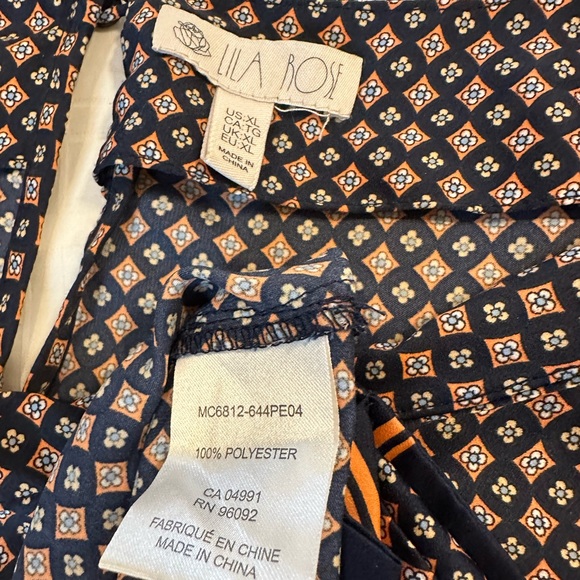 LILA ROSE
US:XL
CA:TG
UK:XL
EU:XL
MADE IN
CHINA
MC6812-644PE04
100% POLYESTER
CA 04991
RN 96092
FABRIQUÉ EN CHINE
MADE IN CHINA